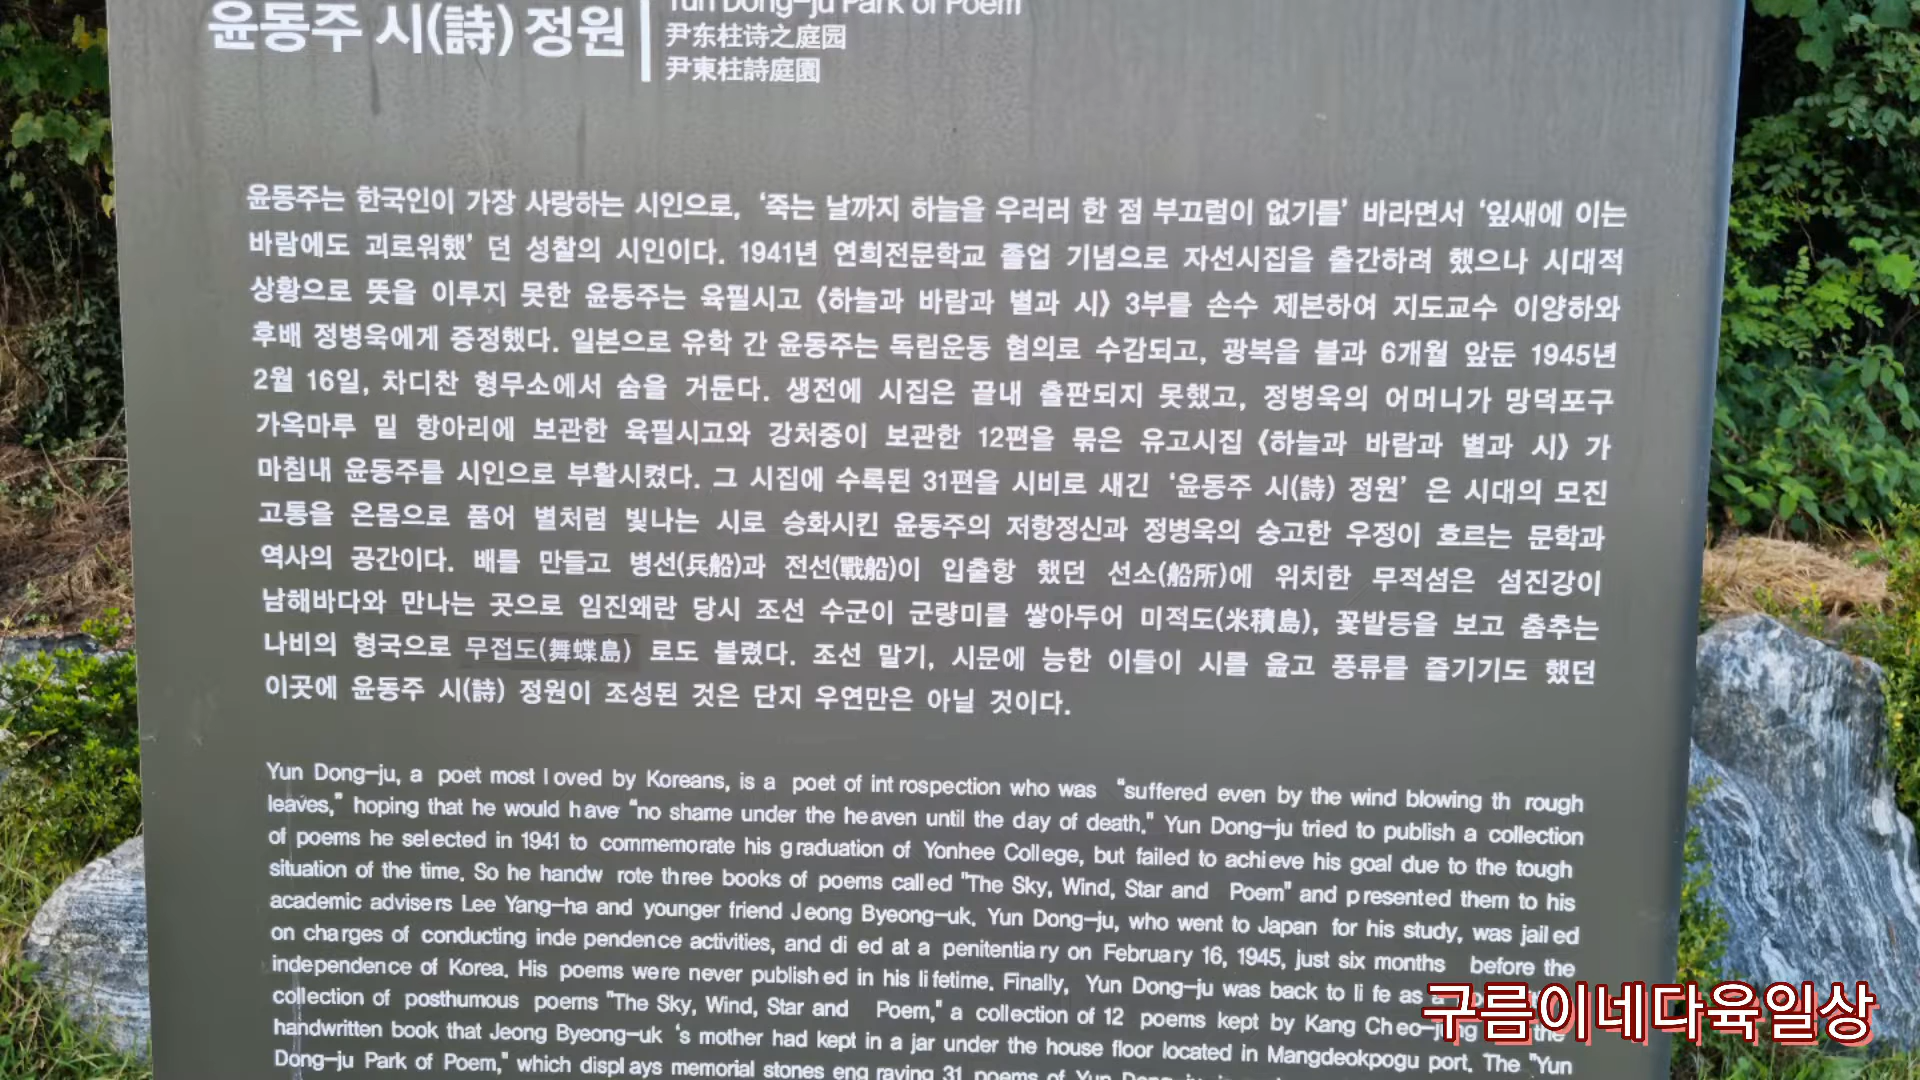 윤동주 시(詩) 정원
Yun Dong-ju Park of Poem
尹东柱诗之庭园
尹東柱詩庭園
윤동주는 한국인이 가장 사랑하는 시인으로, ‘죽는 날까지 하늘을 우러러 한 점 부끄럼이 없기를’ 바라면서 ‘잎새에 이는
바람에도 괴로워했’ 던 성찰의 시인이다. 1941년 연희전문학교 졸업 기념으로 자선시집을 출간하려 했으나 시대적
상황으로 뜻을 이루지 못한 윤동주는 육필시고 《하늘과 바람과 별과 시》 3부를 손수 제본하여 지도교수 이양하와
후배 정병욱에게 증정했다. 일본으로 유학 간 윤동주는 독립운동 혐의로 수감되고, 광복을 불과 6개월 앞둔 1945년
2월 16일, 차디찬 형무소에서 숨을 거둔다. 생전에 시집은 끝내 출판되지 못했고, 정병욱의 어머니가 망덕포구
가옥마루 밑 항아리에 보관한 육필시고와 강처중이 보관한 12편을 묶은 유고시집 《하늘과 바람과 별과 시》 가
마침내 윤동주를 시인으로 부활시켰다. 그 시집에 수록된 31편을 시비로 새긴 ‘윤동주 시(詩) 정원’ 은 시대의 모진
고통을 온몸으로 품어 별처럼 빛나는 시로 승화시킨 윤동주의 저항정신과 정병욱의 숭고한 우정이 흐르는 문학과
역사의 공간이다. 배를 만들고 병선(兵船)과 전선(戰船)이 입출항 했던 선소(船所)에 위치한 무적섬은 섬진강이
남해바다와 만나는 곳으로 임진왜란 당시 조선 수군이 군량미를 쌓아두어 미적도(米積島), 꽃밭등을 보고 춤추는
나비의 형국으로 무접도(舞蝶島) 로도 불렸다. 조선 말기, 시문에 능한 이들이 시를 읊고 풍류를 즐기기도 했던
이곳에 윤동주 시(詩) 정원이 조성된 것은 단지 우연만은 아닐 것이다.
Yun Dong-ju, a poet most loved by Koreans, is a poet of introspection who was “suffered even by the wind blowing through
leaves,” hoping that he would have “no shame under the heaven until the day of death.” Yun Dong-ju tried to publish a collection
of poems he selected in 1941 to commemorate his graduation of Yonhee College, but failed to achieve his goal due to the tough
situation of the time. So he handw rote three books of poems called "The Sky, Wind, Star and Poem" and presented them to his
academic advisers Lee Yang-ha and younger friend Jeong Byeong-uk. Yun Dong-ju, who went to Japan for his study, was jailed
on charges of conducting independence activities, and died at a penitentiary on February 16, 1945, just six months before the
independence of Korea. His poems were never published in his lifetime. Finally, Yun Dong-ju was back to life as a
collection of posthumous poems "The Sky, Wind, Star and Poem," a collection of 12 poems kept by Kang Cheo-jung the
handwritten book that Jeong Byeong-uk ‘s mother had kept in a jar under the house floor located in Mangdeokpogu port. The "Yun
Dong-ju Park of Poem," which displays memorial stones engraving 31 poems of Yun
구름이네다육일상